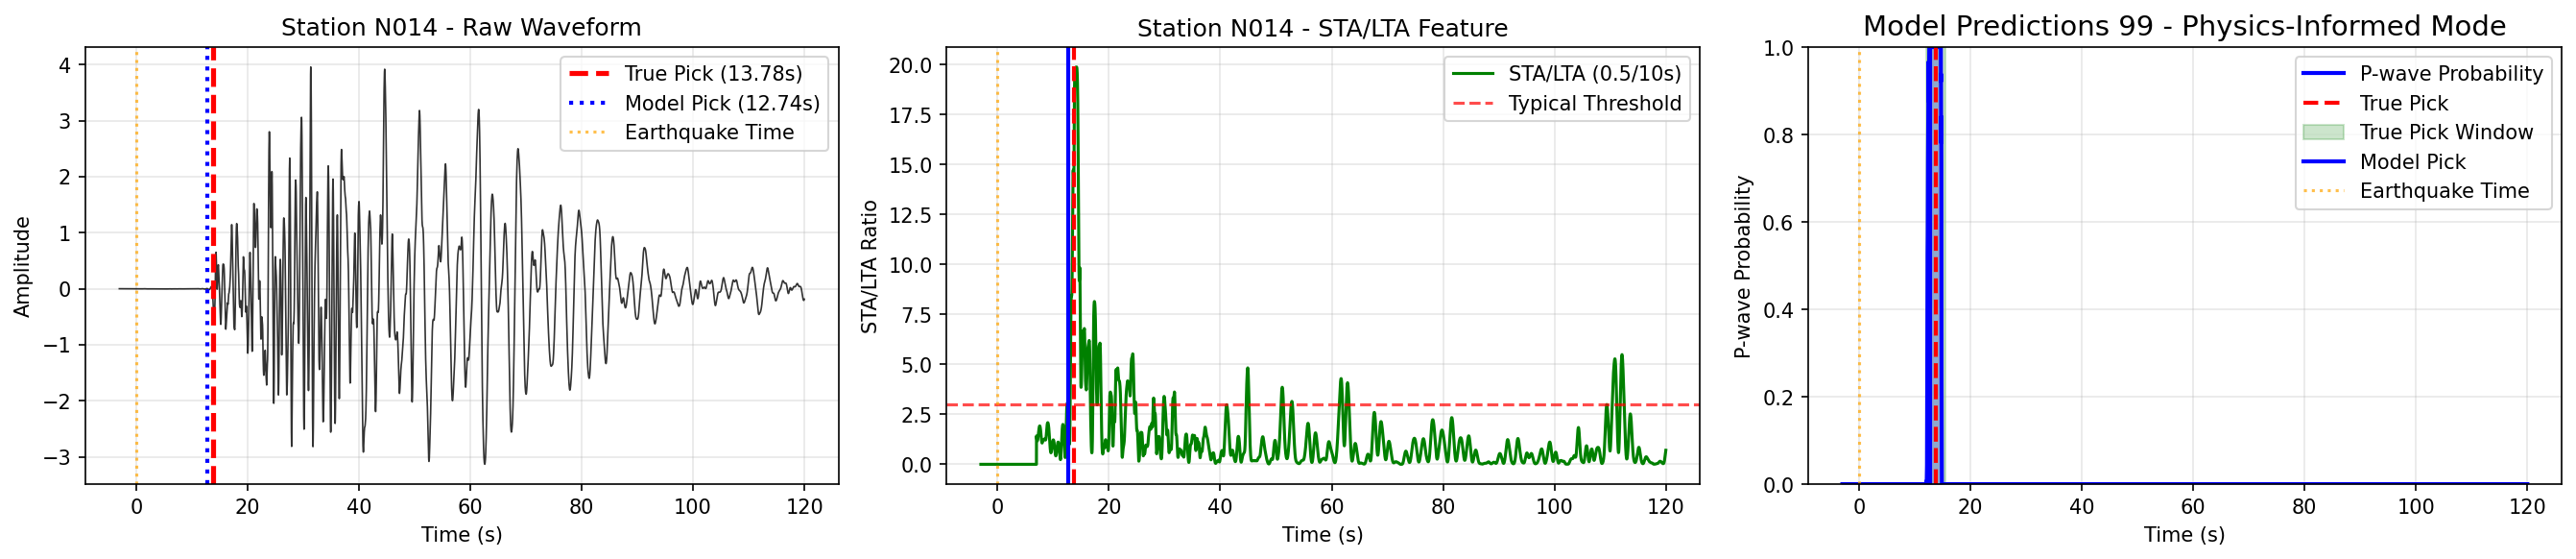 Station N014 - Raw Waveform
True Pick (13.78s)
Model Pick (12.74s)
Earthquake Time
Amplitude
4
3
2
1
0
−1
−2
−3
0
20
40
60
80
100
120
Time (s)
Station N014 - STA/LTA Feature
STA/LTA (0.5/10s)
Typical Threshold
STA/LTA Ratio
20.0
17.5
15.0
12.5
10.0
7.5
5.0
2.5
0.0
0
20
40
60
80
100
120
Time (s)
Model Predictions 99 - Physics-Informed Mode
P-wave Probability
True Pick
True Pick Window
Model Pick
Earthquake Time
P-wave Probability
1.0
0.8
0.6
0.4
0.2
0.0
0
20
40
60
80
100
120
Time (s)